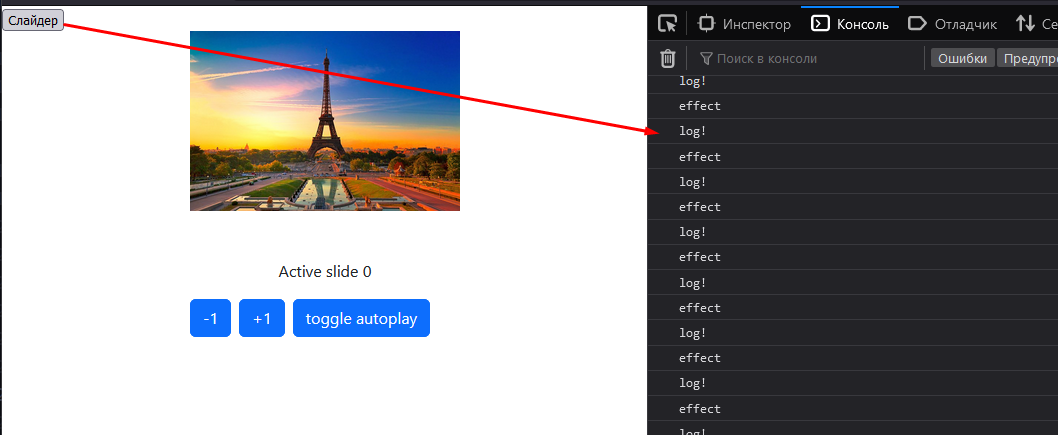 Слайдер
Active slide 0
-1
+1
toggle autoplay
Инспектор
Консоль
Отладчик
Се
Поиск в консоли
Ошибки
Предупре
log!
effect
log!
effect
log!
effect
log!
effect
log!
effect
log!
effect
log!
effect
log!